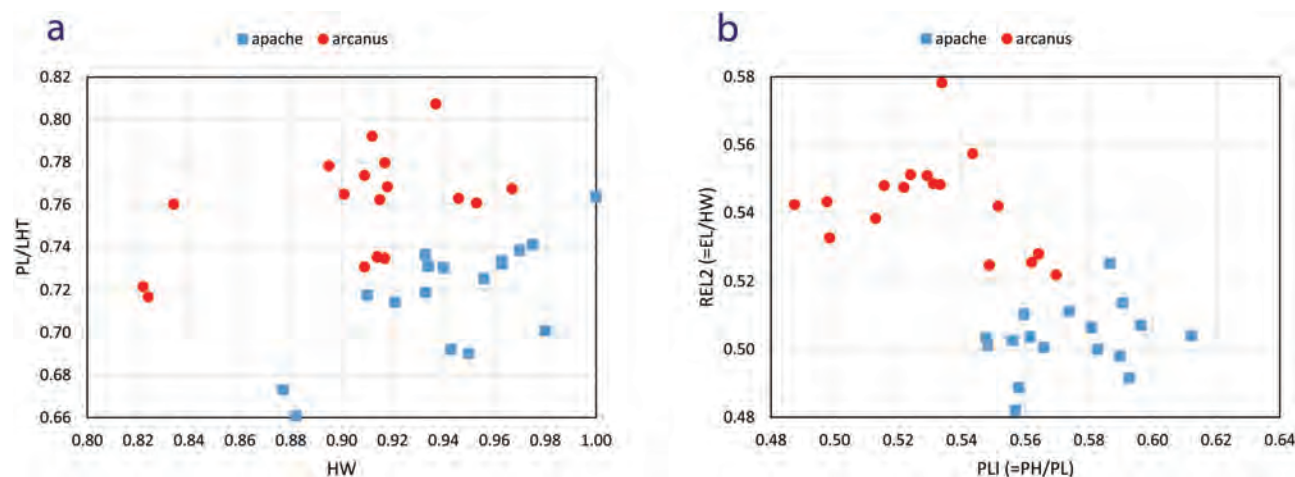 a
apache arcanus
0.82
0.80
0.78
0.76
0.74
0.72
0.70
0.68
0.66
PL/LHT
0.80 0.82 0.84 0.86 0.88 0.90 0.92 0.94 0.96 0.98 1.00
HW
b
apache arcanus
0.58
0.56
0.54
0.52
0.50
0.48
REL2 (=EL/HW)
0.48 0.50 0.52 0.54 0.56 0.58 0.60 0.62 0.64
PLI (=PH/PL)